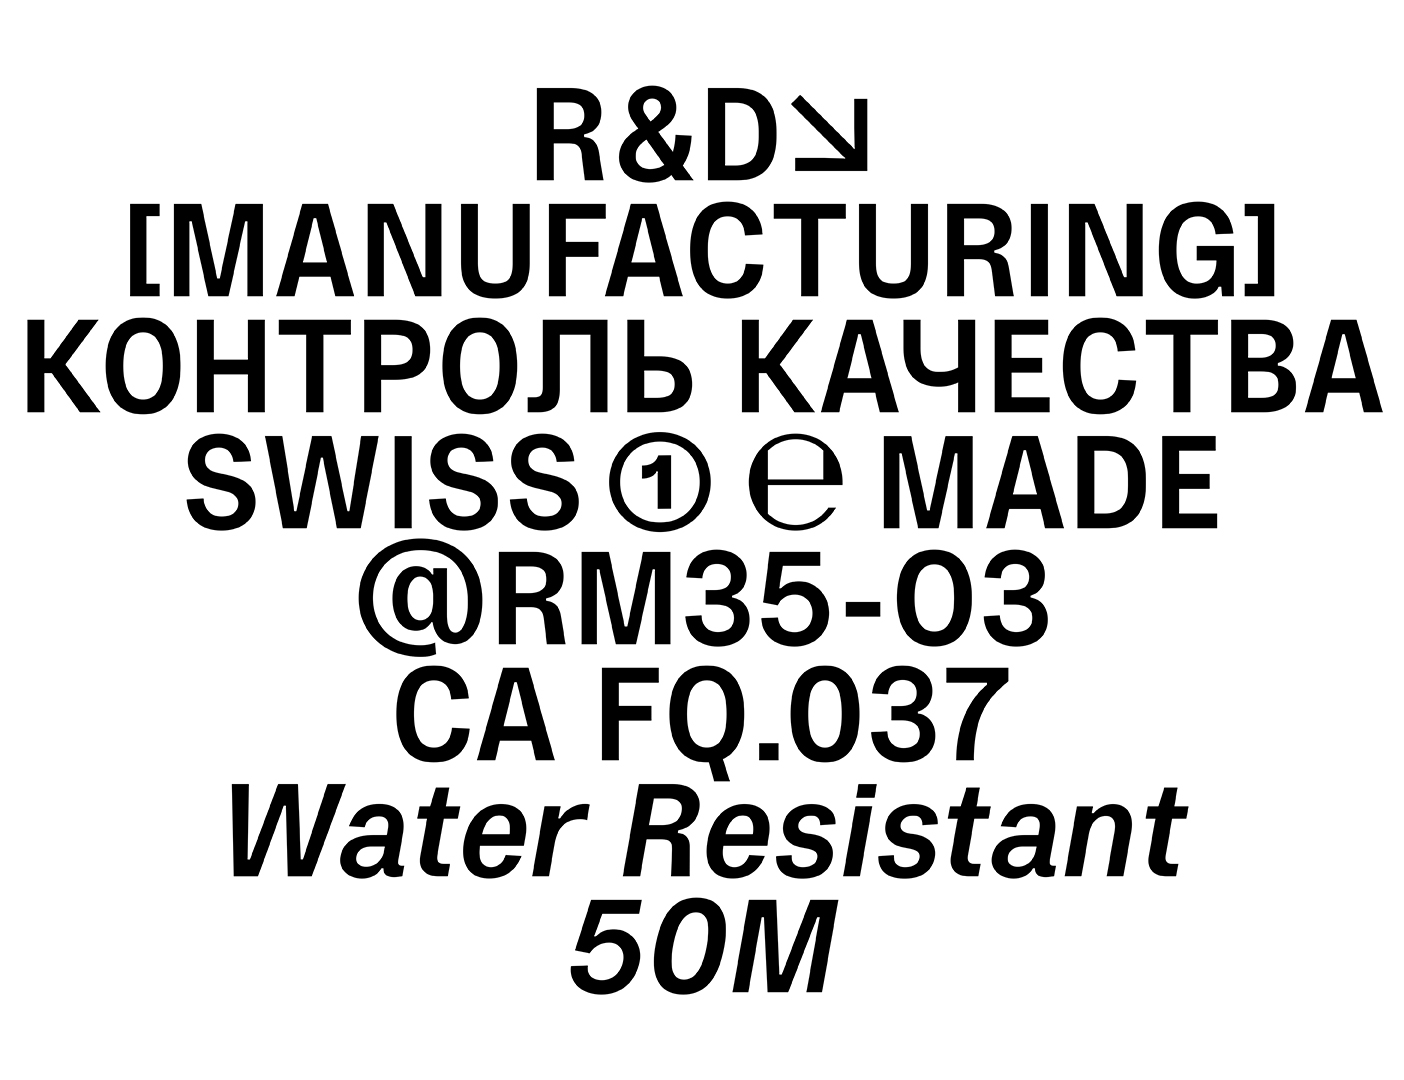 R&D↘
[MANUFACTURING]
КОНТРОЛЬ КАЧЕСТВА
SWISS ① ℮ MADE
@RM35-03
CA FQ.037
Water Resistant
50M